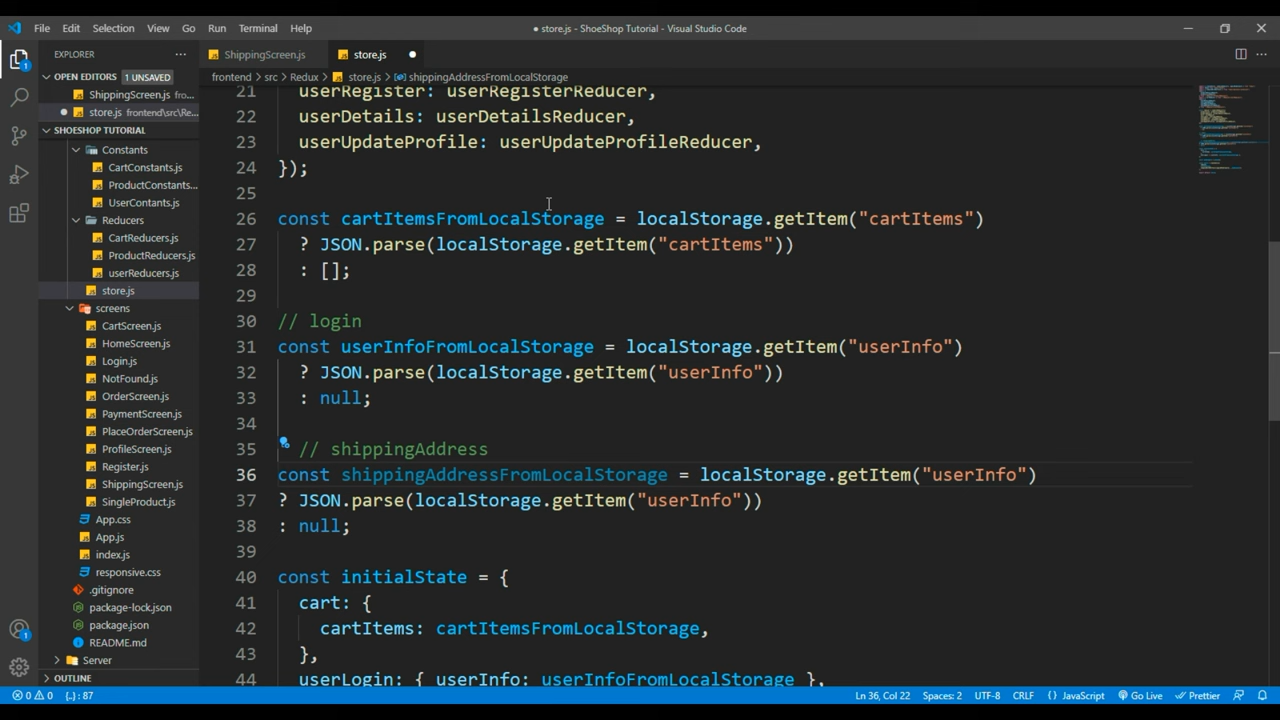 File Edit Selection View Go Run Terminal Help
● store.js - ShoeShop Tutorial - Visual Studio Code
EXPLORER
ShippingScreen.js
store.js
OPEN EDITORS 1 UNSAVED
ShippingScreen.js fro...
store.js frontend\src\Re...
SHOESHOP TUTORIAL
Constants
CartConstants.js
ProductConstants...
UserContants.js
Reducers
CartReducers.js
ProductReducers.js
userReducers.js
store.js
screens
CartScreen.js
HomeScreen.js
Login.js
NotFound.js
OrderScreen.js
PaymentScreen.js
PlaceOrderScreen.js
ProfileScreen.js
Register.js
ShippingScreen.js
SingleProduct.js
App.css
App.js
index.js
responsive.css
.gitignore
package-lock.json
package.json
README.md
Server
OUTLINE
frontend > src > Redux > store.js > shippingAddressFromLocalStorage
21 userRegister: userRegisterReducer,
22 userDetails: userDetailsReducer,
23 userUpdateProfile: userUpdateProfileReducer,
24 });
25
26 const cartItemsFromLocalStorage = localStorage.getItem("cartItems")
27 ? JSON.parse(localStorage.getItem("cartItems"))
28 : [];
29
30 // login
31 const userInfoFromLocalStorage = localStorage.getItem("userInfo")
32 ? JSON.parse(localStorage.getItem("userInfo"))
33 : null;
34
35 // shippingAddress
36 const shippingAddressFromLocalStorage = localStorage.getItem("userInfo")
37 ? JSON.parse(localStorage.getItem("userInfo"))
38 : null;
39
40 const initialState = {
41 cart: {
42 cartItems: cartItemsFromLocalStorage,
43 },
44 userLogin: { userInfo: userInfoFromLocalStorage },
1
1
0 0 {..} : 87
Ln 36, Col 22 Spaces: 2 UTF-8 CRLF {} JavaScript Go Live Prettier